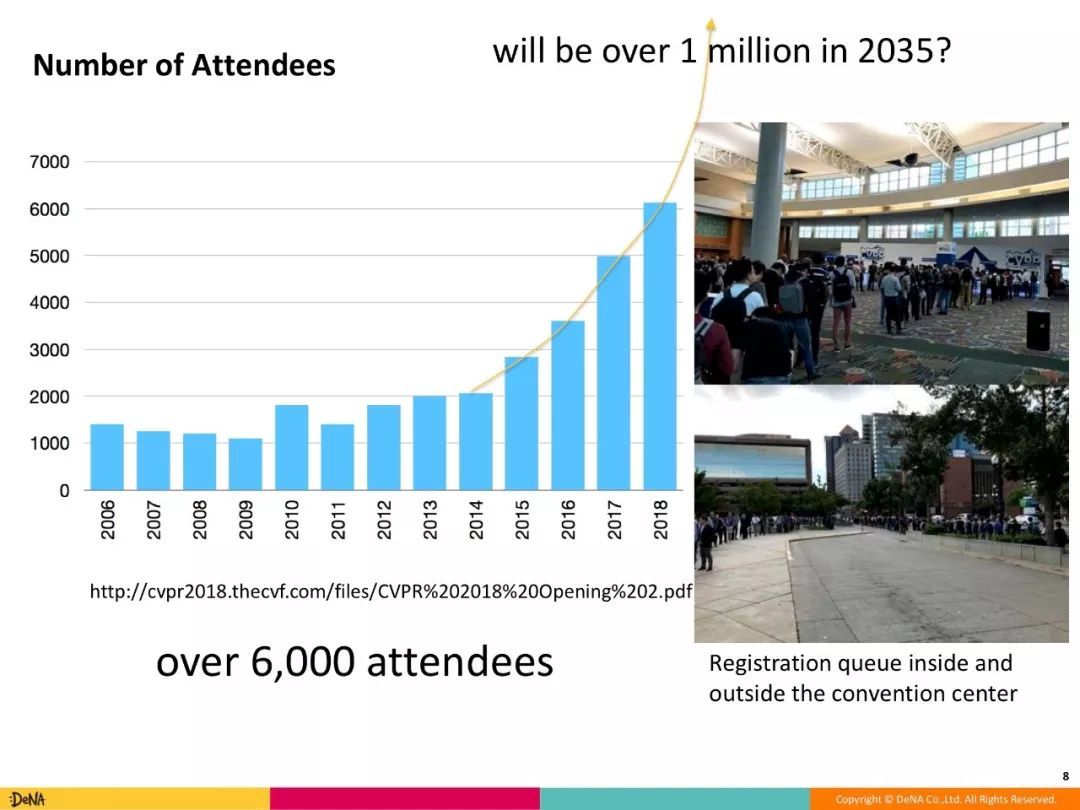 Number of Attendees
will be over 1 million in 2035?
7000
6000
5000
4000
3000
2000
1000
0
2006
2007
2008
2009
2010
2011
2012
2013
2014
2015
2016
2017
2018
http://cvpr2018.thecvf.com/files/CVPR%202018%20Opening%202.pdf
over 6,000 attendees
Registration queue inside and
outside the convention center
8
:DeNA
Copyright © DeNA Co.,Ltd. All Rights Reserved.